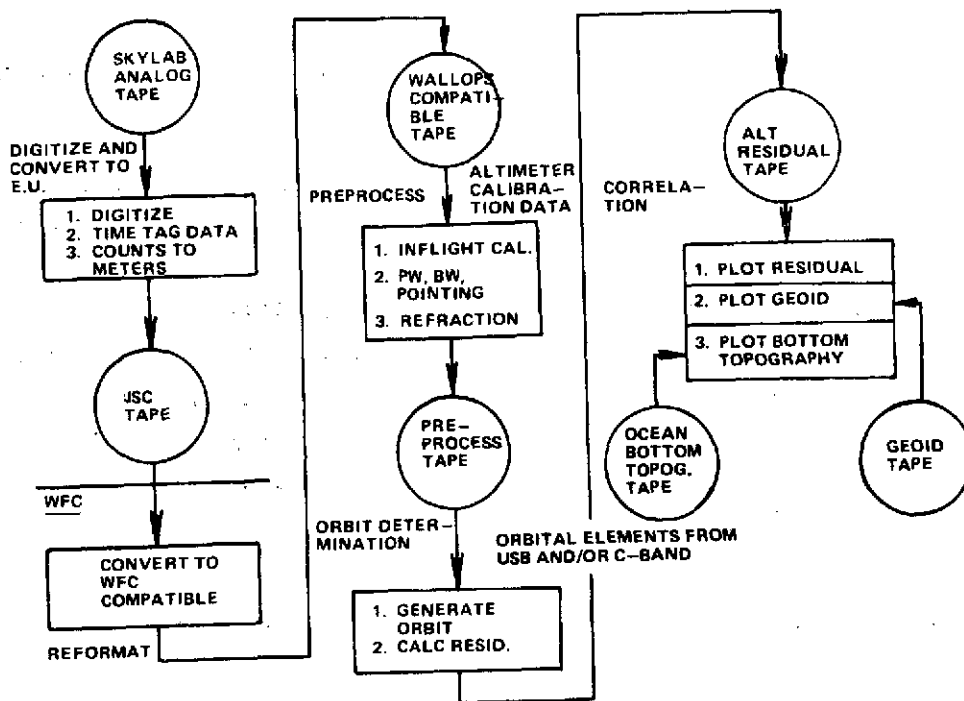 SKYLAB
ANALOG
TAPE
DIGITIZE AND
CONVERT TO
E.U.
1. DIGITIZE
2. TIME TAG DATA
3. COUNTS TO
METERS
JSC
TAPE
WFC
CONVERT TO
WFC
COMPATIBLE
REFORMAT
WALLOPS
COMPATI-
BLE
TAPE
PREPROCESS
ALTIMETER
CALIBRA-
TION DATA
1. INFLIGHT CAL.
2. PW, BW,
POINTING
3. REFRACTION
PRE-
PROCESS
TAPE
ORBIT DETER-
MINATION
ORBITAL ELEMENTS FROM
USB AND/OR C-BAND
1. GENERATE
ORBIT
2. CALC RESID.
ALT
RESIDUAL
TAPE
CORRELA-
TION
1. PLOT RESIDUAL
2. PLOT GEOID
3. PLOT BOTTOM
TOPOGRAPHY
OCEAN
BOTTOM
TOPOG.
TAPE
GEOID
TAPE